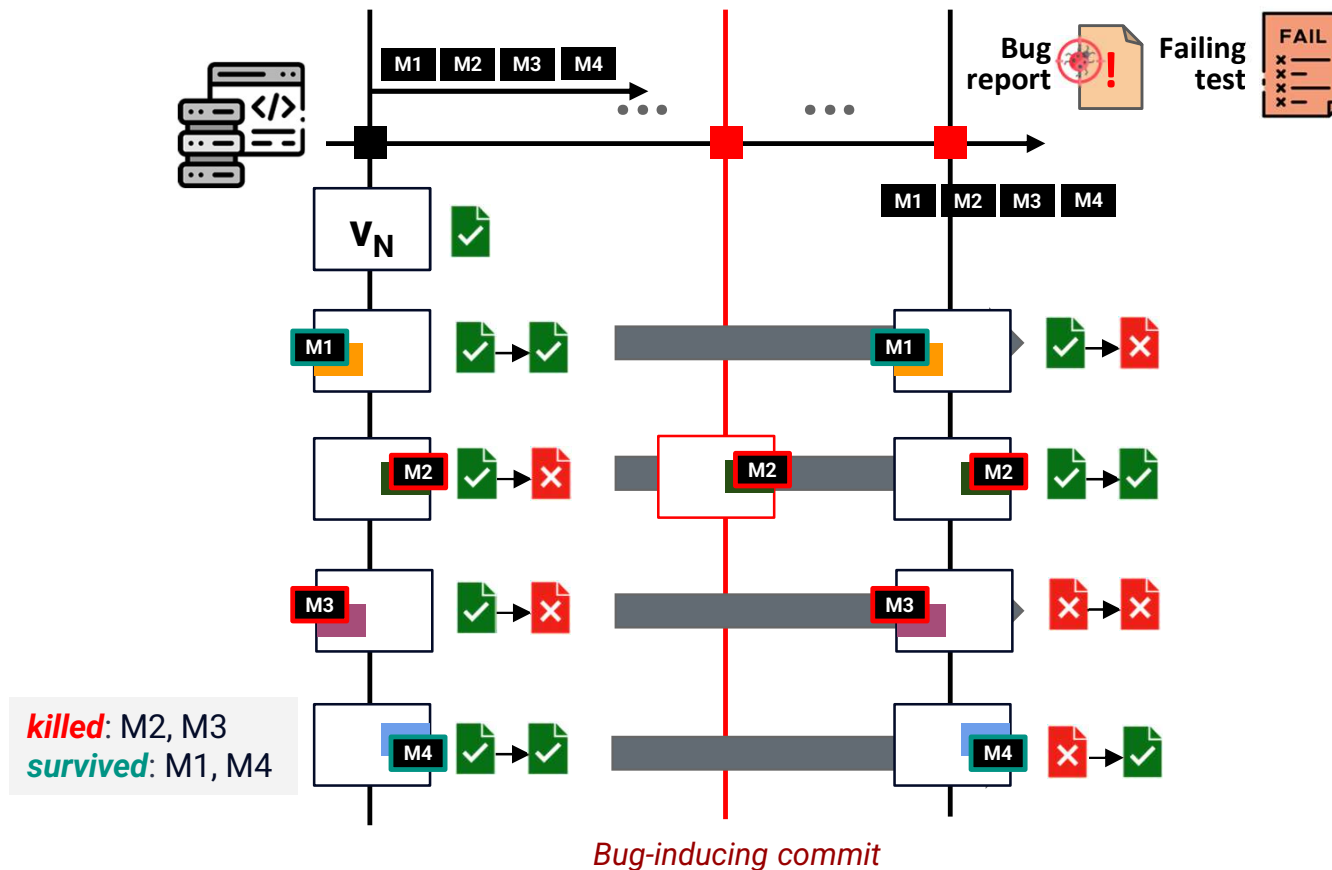 M1 M2 M3 M4
Bug report
Failing test
FAIL
</>
!
M1 M2 M3 M4
VN
M1
M1
M2
M2
M2
M3
M3
M4
M4
killed: M2, M3
survived: M1, M4
Bug-inducing commit